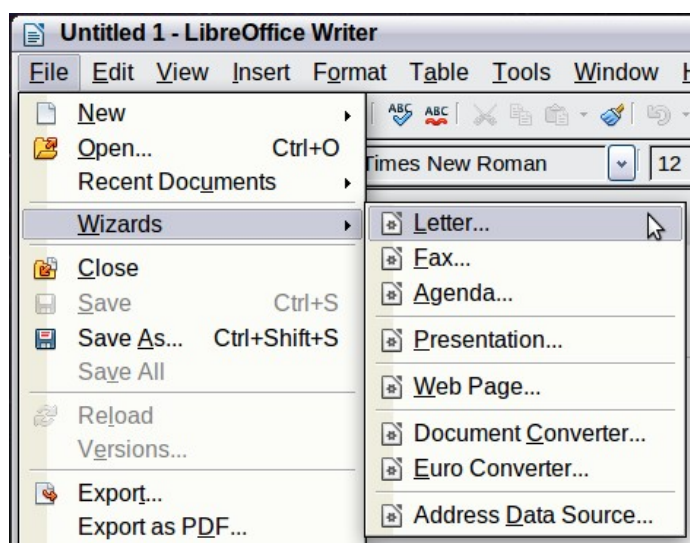 Untitled 1 - LibreOffice Writer
File Edit View Insert Format Table Tools Window
New
ABC ABC
Open... Ctrl+O
Times New Roman 12
Recent Documents
Wizards
Letter...
Fax...
Close
Agenda...
Save Ctrl+S
Save As... Ctrl+Shift+S
Presentation...
Save All
Web Page...
Reload
Document Converter...
Versions...
Euro Converter...
Export...
Address Data Source...
Export as PDF...